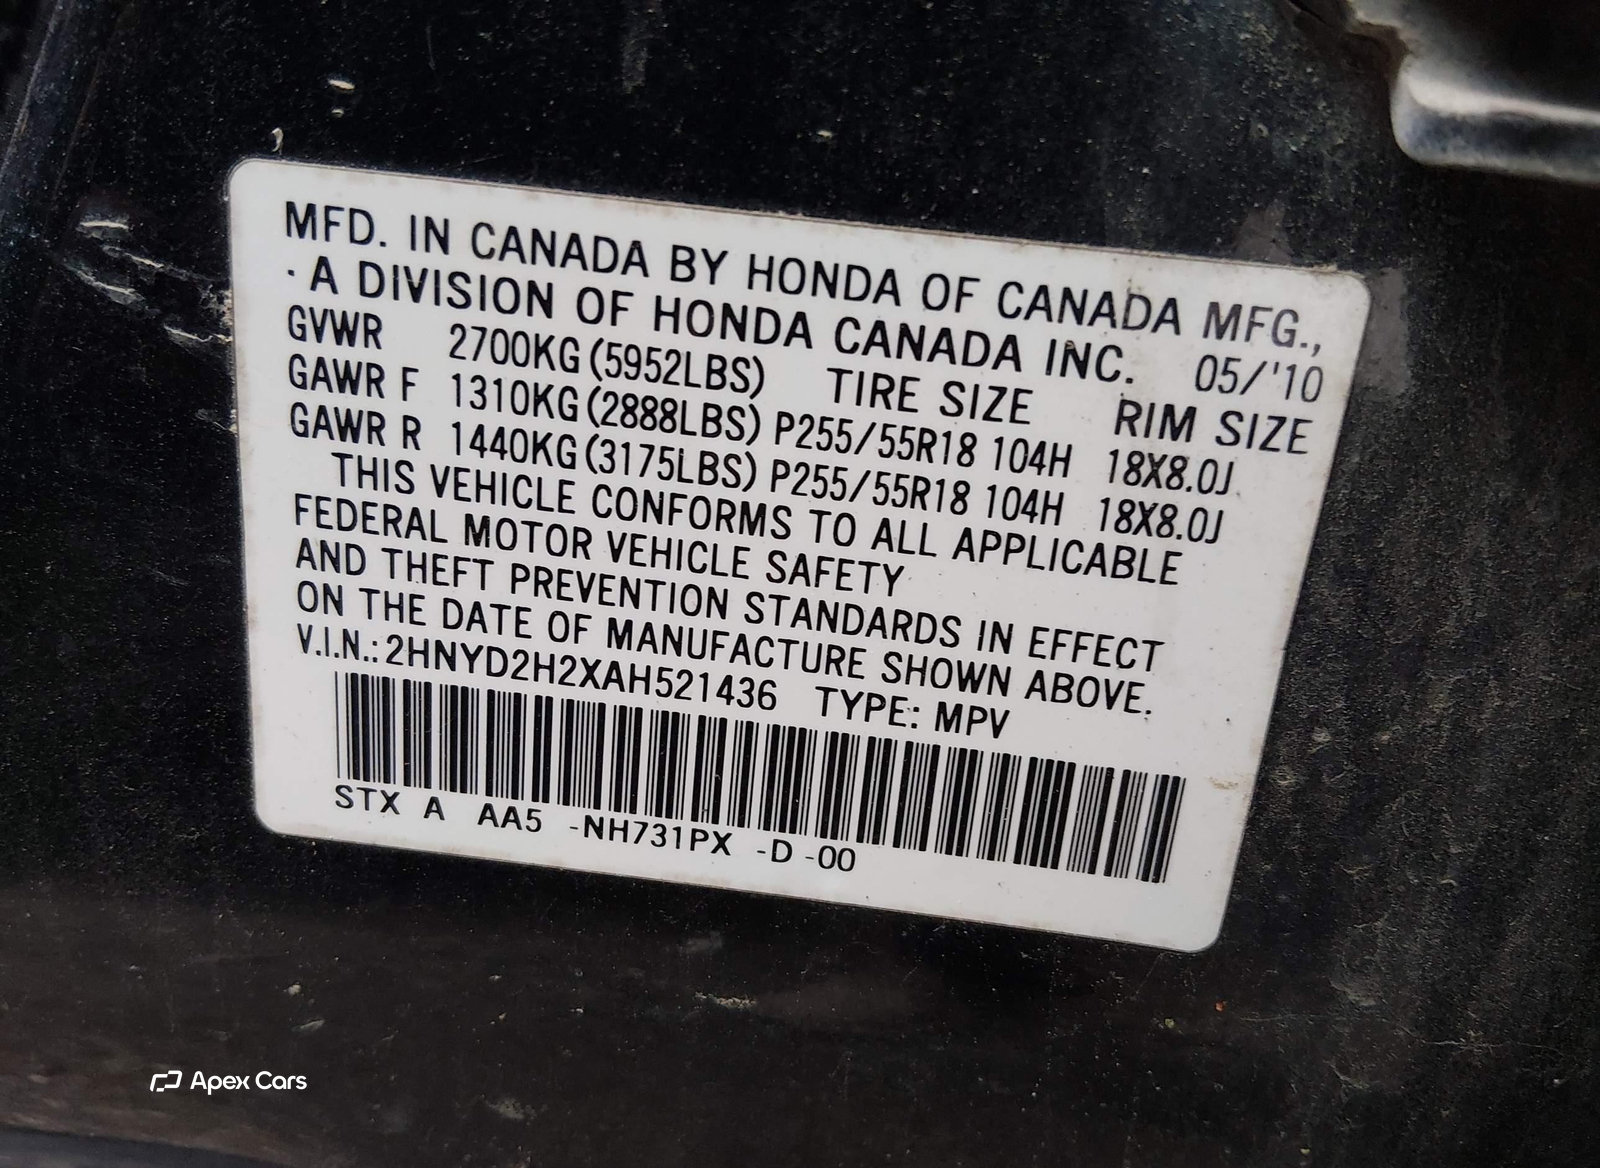 MFD. IN CANADA BY HONDA OF CANADA MFG.,
· A DIVISION OF HONDA CANADA INC. 05/'10
GVWR 2700KG (5952LBS) TIRE SIZE RIM SIZE
GAWR F 1310KG (2888LBS) P255/55R18 104H 18X8.0J
GAWR R 1440KG (3175LBS) P255/55R18 104H 18X8.0J
THIS VEHICLE CONFORMS TO ALL APPLICABLE
FEDERAL MOTOR VEHICLE SAFETY
AND THEFT PREVENTION STANDARDS IN EFFECT
ON THE DATE OF MANUFACTURE SHOWN ABOVE.
V.I.N.: 2HNYD2H2XAH521436 TYPE: MPV
STX A AA5 -NH731PX -D -00
Apex Cars